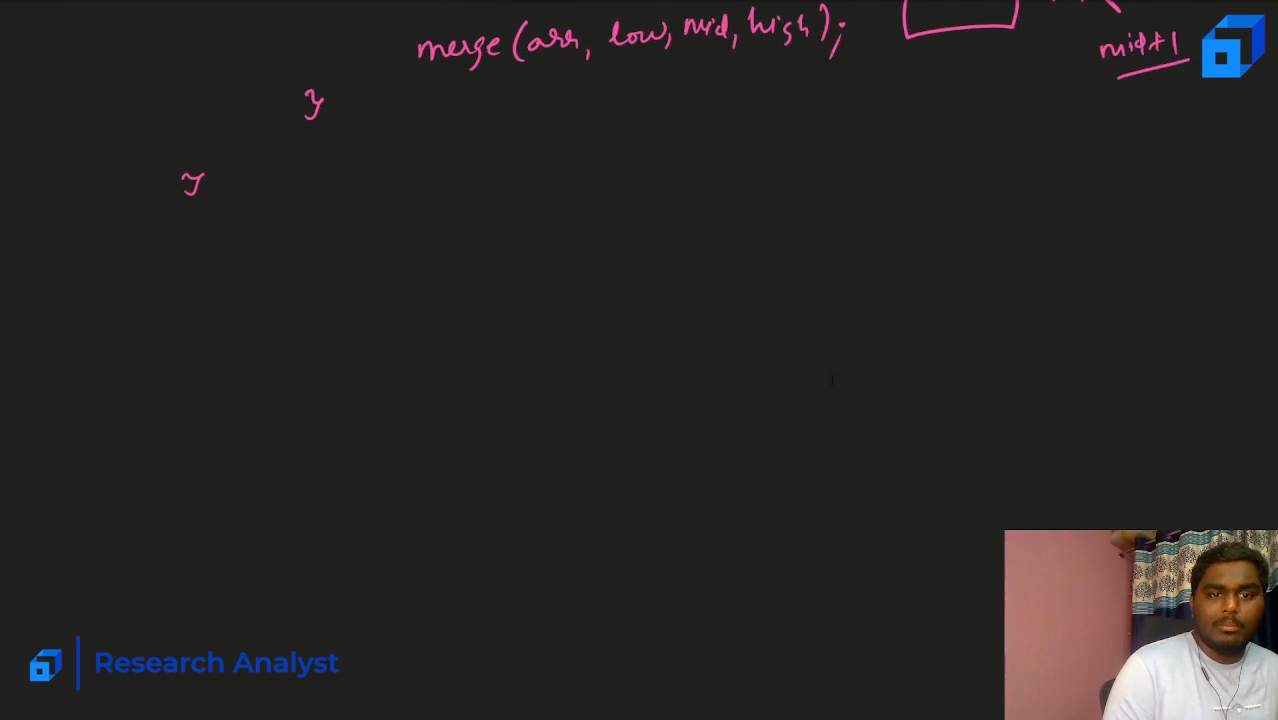 merge (arr, low, mid, high);
mid+1
}
}
Research Analyst